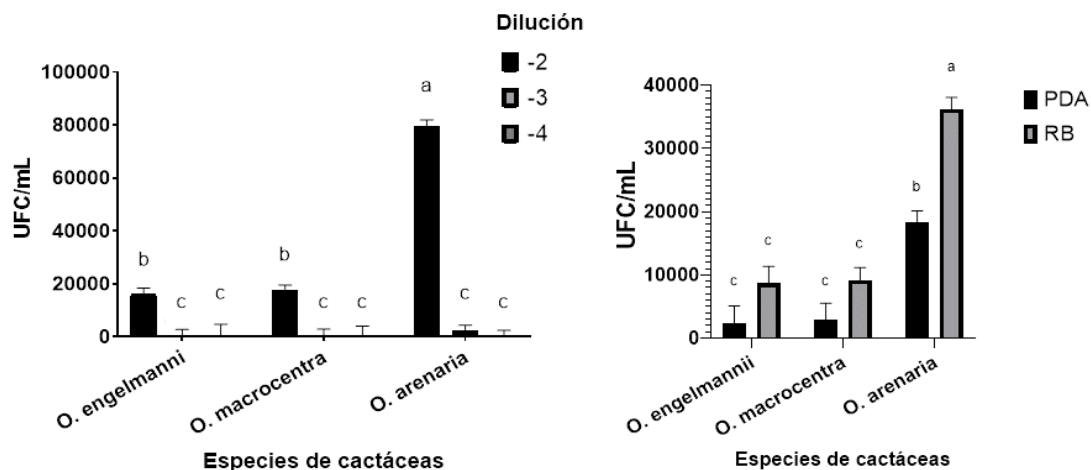 Dilución
-2
-3
-4
100000
80000
60000
40000
20000
0
UFC/mL
a
b
b
c
c
c
c
c
c
O. engelmanni
O. macrocentra
O. arenaria
Especies de cactáceas
40000
30000
20000
10000
0
UFC/mL
PDA
RB
a
b
c
c
c
c
O. engelmannii
O. macrocentra
O. arenaria
Especies de cactáceas